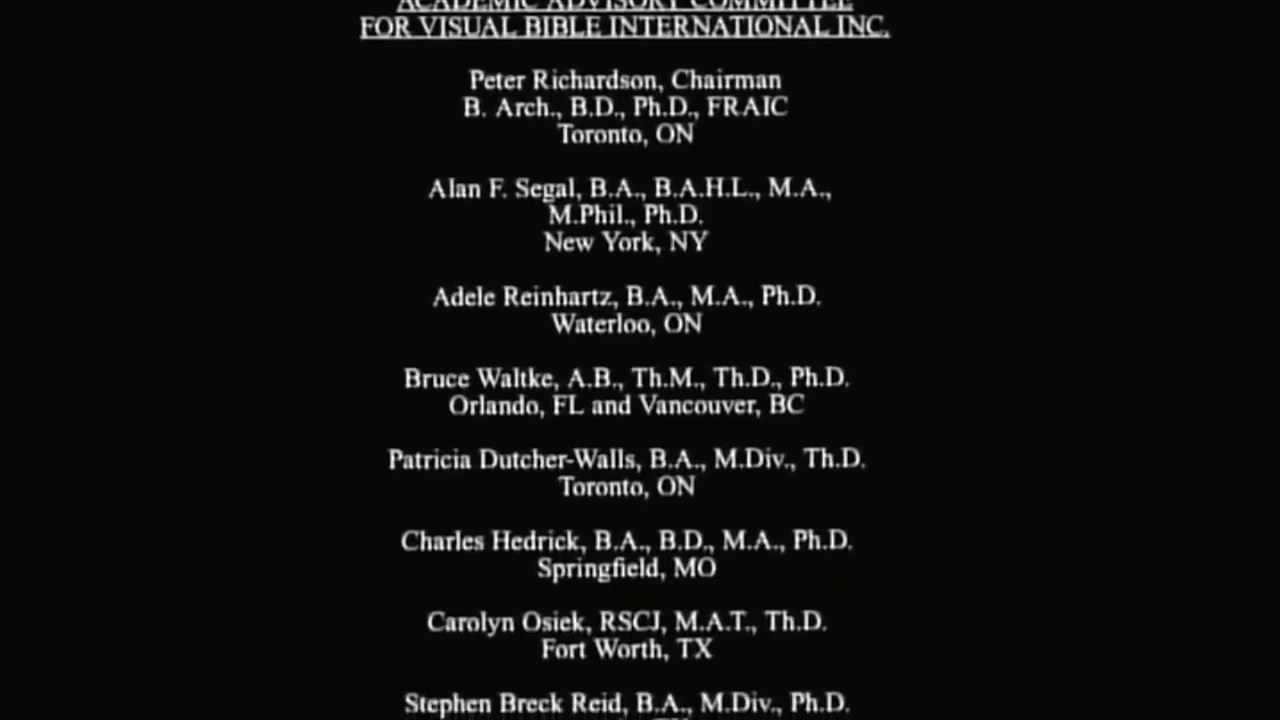 ACADEMIC ADVISORY COMMITTEE
FOR VISUAL BIBLE INTERNATIONAL INC.
Peter Richardson, Chairman
B. Arch., B.D., Ph.D., FRAIC
Toronto, ON
Alan F. Segal, B.A., B.A.H.L., M.A.,
M.Phil., Ph.D.
New York, NY
Adele Reinhartz, B.A., M.A., Ph.D.
Waterloo, ON
Bruce Waltke, A.B., Th.M., Th.D., Ph.D.
Orlando, FL and Vancouver, BC
Patricia Dutcher-Walls, B.A., M.Div., Th.D.
Toronto, ON
Charles Hedrick, B.A., B.D., M.A., Ph.D.
Springfield, MO
Carolyn Osiek, RSCJ, M.A.T., Th.D.
Fort Worth, TX
Stephen Breck Reid, B.A., M.Div., Ph.D.